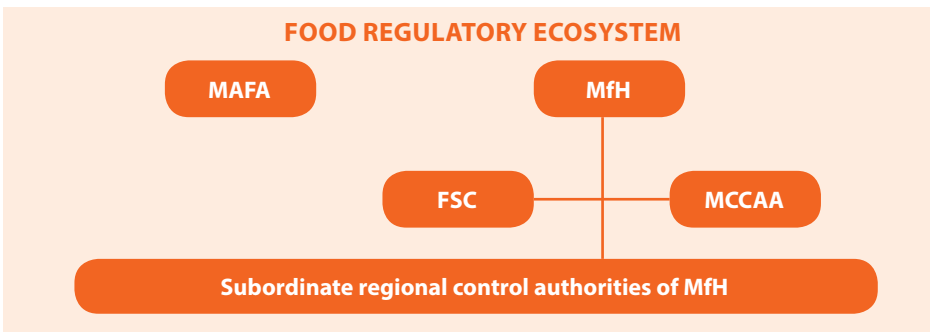 FOOD REGULATORY ECOSYSTEM
MAFA
MfH
FSC
MCCAA
Subordinate regional control authorities of MfH